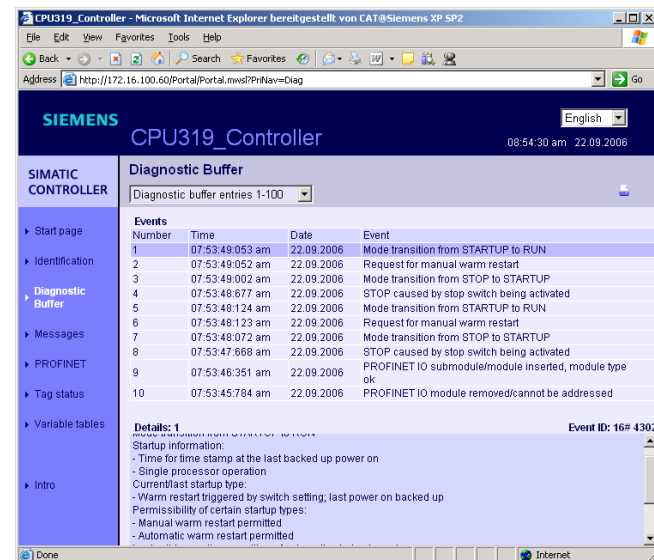 CPU319_Controlle - Microsoft Internet Explorer bereitgestellt von CAT@Siemens XP SP2
File Edit View Favorites Tools Help
Back Search Favorites
Address http://172.16.100.60/Portal/Portal.mwsl?PriNav=Diag Go
SIEMENS
English
CPU319_Controller
08:54:30 am 22.09.2006
SIMATIC
CONTROLLER
Diagnostic Buffer
Diagnostic buffer entries 1-100
Start page
Identification
Diagnostic
Buffer
Messages
PROFINET
Tag status
Variable tables
Intro
Events
Number Time Date Event
1 07:53:49:053 am 22.09.2006 Mode transition from STARTUP to RUN
2 07:53:49:052 am 22.09.2006 Request for manual warm restart
3 07:53:49:002 am 22.09.2006 Mode transition from STOP to STARTUP
4 07:53:48:677 am 22.09.2006 STOP caused by stop switch being activated
5 07:53:48:124 am 22.09.2006 Mode transition from STARTUP to RUN
6 07:53:48:123 am 22.09.2006 Request for manual warm restart
7 07:53:48:072 am 22.09.2006 Mode transition from STOP to STARTUP
8 07:53:47:668 am 22.09.2006 STOP caused by stop switch being activated
9 07:53:46:351 am 22.09.2006 PROFINET IO submodule/module inserted, module type
ok
10 07:53:45:784 am 22.09.2006 PROFINET IO module removed/cannot be addressed
Details: 1 Event ID: 16# 4302
Mode transition from STARTUP to RUN
Startup information:
- Time for time stamp at the last backed up power on
- Single processor operation
Current/last startup type:
- Warm restart triggered by switch setting; last power on backed up
Permissibility of certain startup types:
- Manual warm restart permitted
- Automatic warm restart permitted
Done Internet